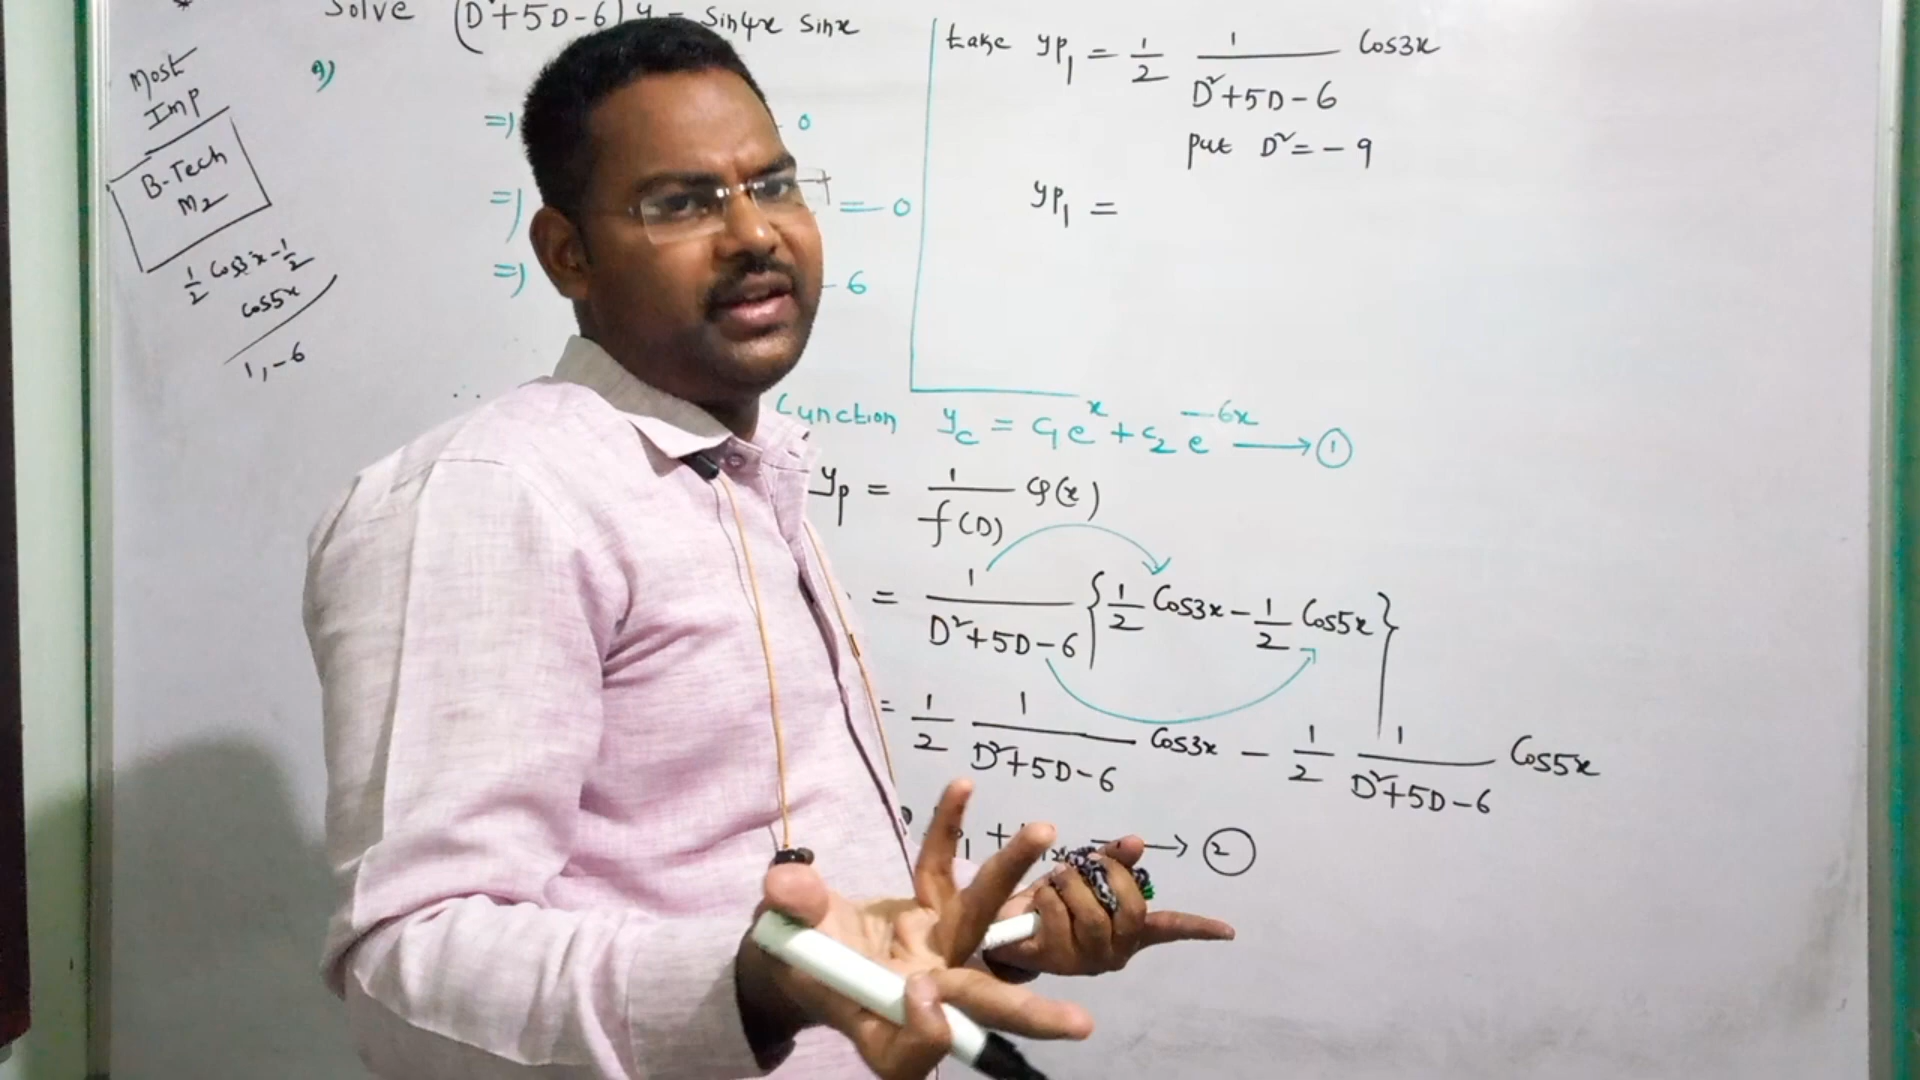 Solve (D²+5D-6) y = Sin4x Sinx
Most
Imp
B-Tech
M2
1/2 Cos3x - 1/2
Cos5x
1, -6
A)
=) 0
=) = 0
=) - 6
function y_c = C₁e^x + C₂e^-6x → ①
y_p = 1/f(D) Q(x)
= 1/(D²+5D-6) {1/2 Cos3x - 1/2 Cos5x}
= 1/2 1/(D²+5D-6) Cos3x - 1/2 1/(D²+5D-6) Cos5x
→ ②
take yp₁ = 1/2 1/(D²+5D-6) Cos3x
put D² = -9
yp₁ =